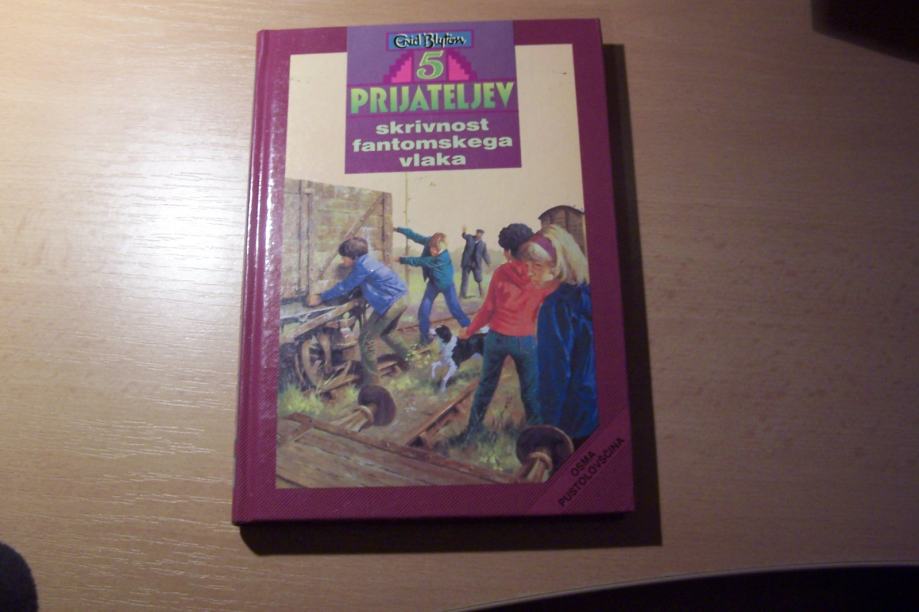 Enid Blyton
5
PRIJATELJEV
skrivnost
fantomskega
vlaka
OSMA
PUSTOLOVŠČINA